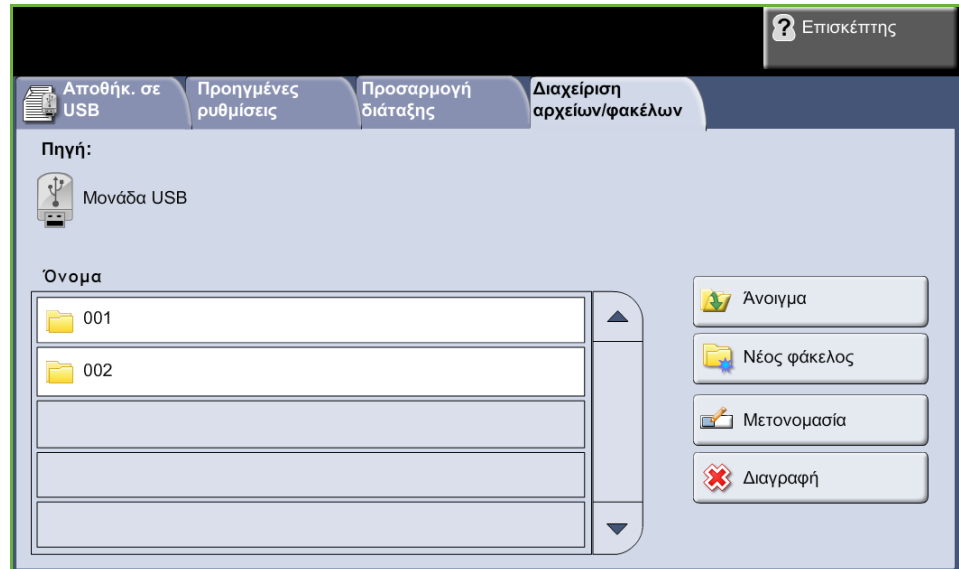 Επισκέπτης
Αποθήκ. σε
USB
Προηγμένες
ρυθμίσεις
Προσαρμογή
διάταξης
Διαχείριση
αρχείων/φακέλων
Πηγή:
Μονάδα USB
Όνομα
001
002
Άνοιγμα
Νέος φάκελος
Μετονομασία
Διαγραφή